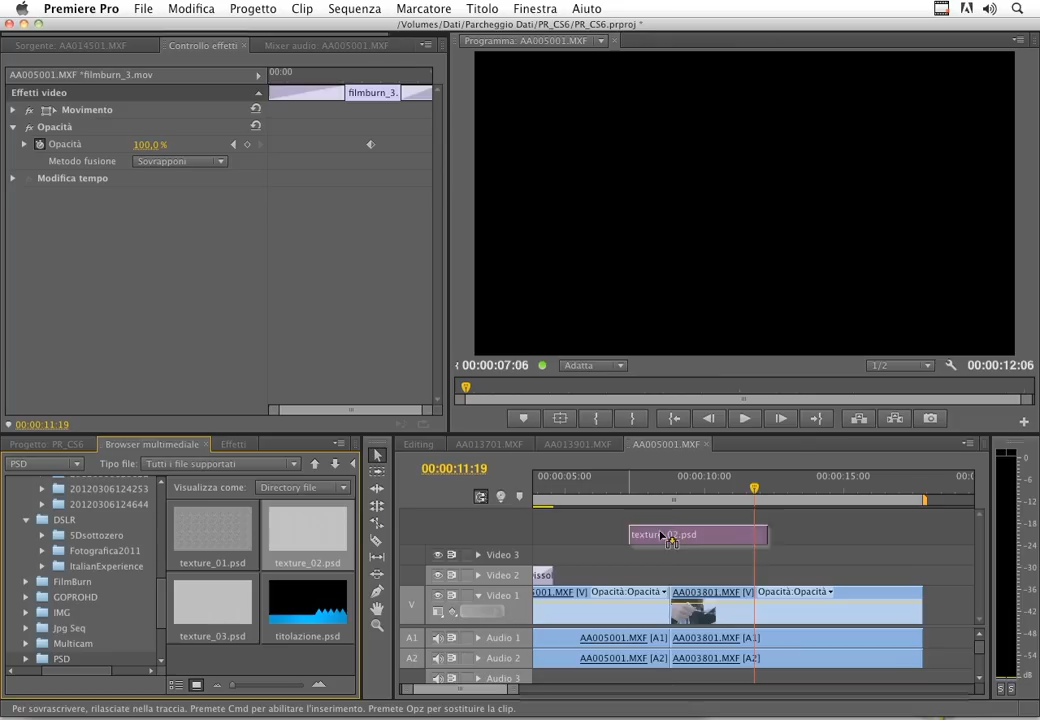 Premiere Pro File Modifica Progetto Clip Sequenza Marcatore Titolo Finestra Aiuto
/Volumes/Dati/Parcheggio Dati/PR_CS6/PR_CS6.prproj *
Sorgente: AA014501.MXF Controllo effetti Mixer audio: AA005001.MXF
Programma: AA005001.MXF
AA005001.MXF *filmburn_3.mov
00:00
Effetti video
filmburn_3.
fx Movimento
fx Opacità
Opacità 100,0 %
Metodo fusione Sovrapponi
Modifica tempo
00:00:11:19
00:00:07:06 Adatta 1/2 00:00:12:06
Progetto: PR_CS6 Browser multimediale Effetti
PSD Tipo file: Tutti i file supportati
Visualizza come: Directory file
20120306124253
20120306124644
DSLR
5Dsottozero
Fotografica2011
ItalianExperience
FilmBurn
GOPROHD
IMG
Jpg Seq
Multicam
PSD
texture_01.psd texture_02.psd
texture_03.psd titolazione.psd
Editing AA013701.MXF AA013901.MXF AA005001.MXF
00:00:11:19
00:00:05:00 00:00:10:00 00:00:15:00 00:0
texture_02.psd
Video 3
Video 2 issol
V Video 1 5001.MXF [V] Opacità:Opacità AA003801.MXF [V] Opacità:Opacità
A1 Audio 1 AA005001.MXF [A1] AA003801.MXF [A1]
A2 Audio 2 AA005001.MXF [A2] AA003801.MXF [A2]
Audio 3
0
-6
-12
-18
-24
-30
-36
-42
-48
-54
dB
S S
Per sovrascrivere, rilasciate nella traccia. Premete Cmd per abilitare l'inserimento. Premete Opz per sostituire la clip.